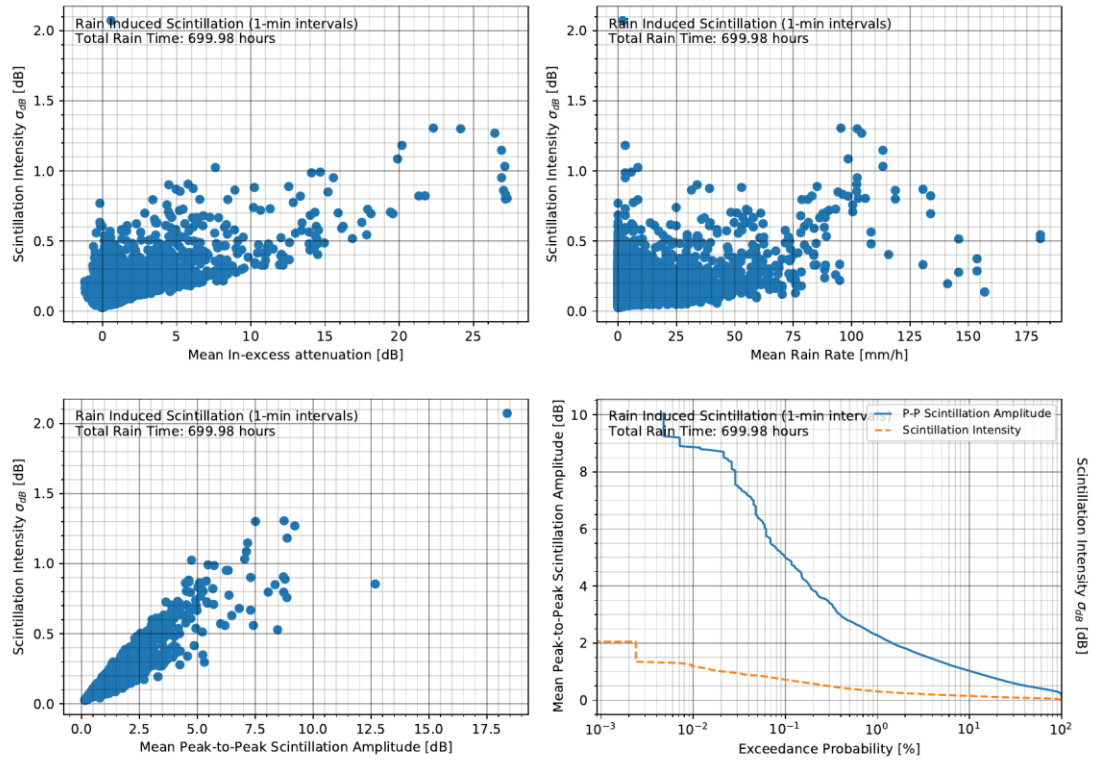 Rain Induced Scintillation (1-min intervals)
Total Rain Time: 699.98 hours
2.0
1.5
1.0
0.5
0.0
Scintillation Intensity σdB [dB]
0 5 10 15 20 25
Mean In-excess attenuation [dB]
Rain Induced Scintillation (1-min intervals)
Total Rain Time: 699.98 hours
2.0
1.5
1.0
0.5
0.0
Scintillation Intensity σdB [dB]
0 25 50 75 100 125 150 175
Mean Rain Rate [mm/h]
Rain Induced Scintillation (1-min intervals)
Total Rain Time: 699.98 hours
2.0
1.5
1.0
0.5
0.0
Scintillation Intensity σdB [dB]
0.0 2.5 5.0 7.5 10.0 12.5 15.0 17.5
Mean Peak-to-Peak Scintillation Amplitude [dB]
Rain Induced Scintillation (1-min intervals)
Total Rain Time: 699.98 hours
P-P Scintillation Amplitude
Scintillation Intensity
10
8
6
4
2
0
Mean Peak-to-Peak Scintillation Amplitude [dB]
Scintillation Intensity σdB [dB]
10⁻³ 10⁻² 10⁻¹ 10⁰ 10¹ 10²
Exceedance Probability [%]